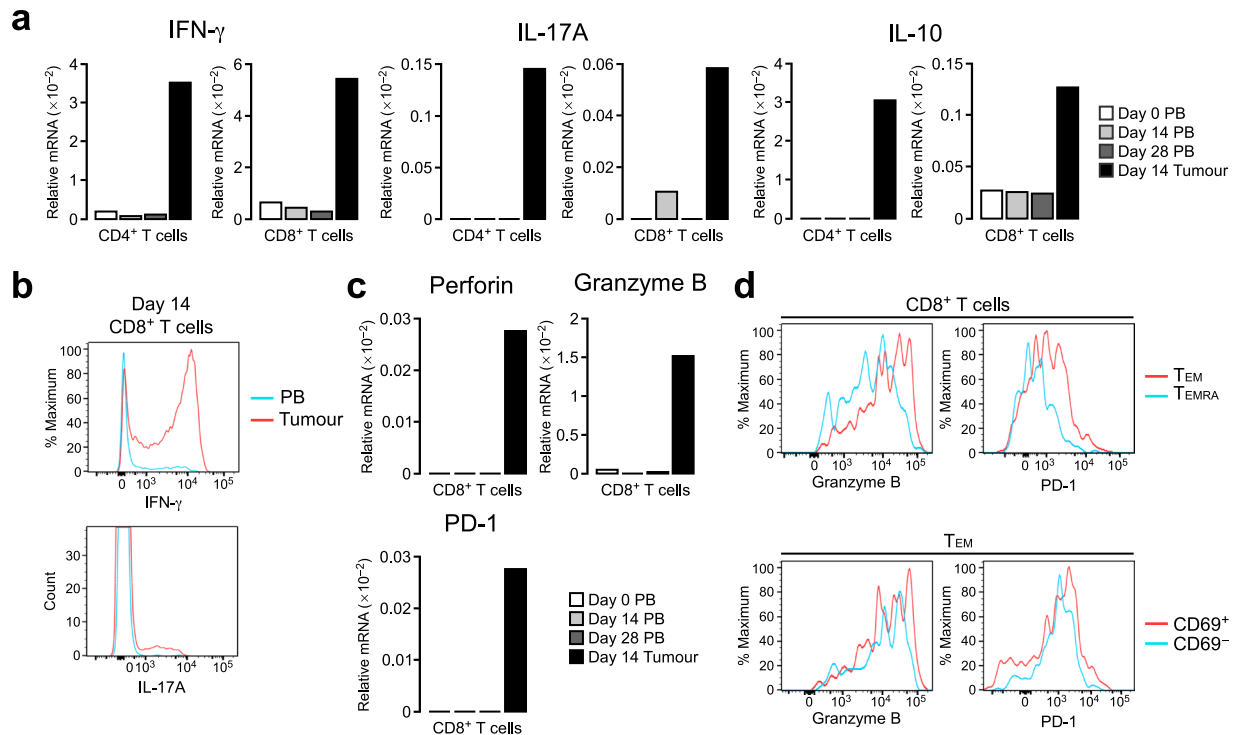 a
IFN-γ
IL-17A
IL-10
Relative mRNA (×10⁻²)
4
3
2
1
0
CD4⁺ T cells
Relative mRNA (×10⁻²)
6
4
2
0
CD8⁺ T cells
Relative mRNA (×10⁻²)
0.15
0.1
0.05
0
CD4⁺ T cells
Relative mRNA (×10⁻²)
0.06
0.04
0.02
0
CD8⁺ T cells
Relative mRNA (×10⁻²)
4
3
2
1
0
CD4⁺ T cells
Relative mRNA (×10⁻²)
0.15
0.1
0.05
0
CD8⁺ T cells
Day 0 PB
Day 14 PB
Day 28 PB
Day 14 Tumour
b
Day 14
CD8⁺ T cells
% Maximum
100
80
60
40
20
0
0 10³ 10⁴ 10⁵
IFN-γ
PB
Tumour
Count
30
20
10
0
0 10³ 10⁴ 10⁵
IL-17A
c
Perforin
Relative mRNA (×10⁻²)
0.03
0.02
0.01
0
CD8⁺ T cells
Granzyme B
Relative mRNA (×10⁻²)
2
1.5
1
0.5
0
CD8⁺ T cells
PD-1
Relative mRNA (×10⁻²)
0.03
0.02
0.01
0
CD8⁺ T cells
Day 0 PB
Day 14 PB
Day 28 PB
Day 14 Tumour
d
CD8⁺ T cells
% Maximum
100
80
60
40
20
0
0 10³ 10⁴ 10⁵
Granzyme B
% Maximum
100
80
60
40
20
0
0 10³ 10⁴ 10⁵
PD-1
TEM
TEMRA
TEM
% Maximum
100
80
60
40
20
0
0 10³ 10⁴ 10⁵
Granzyme B
% Maximum
100
80
60
40
20
0
0 10³ 10⁴ 10⁵
PD-1
CD69⁺
CD69⁻